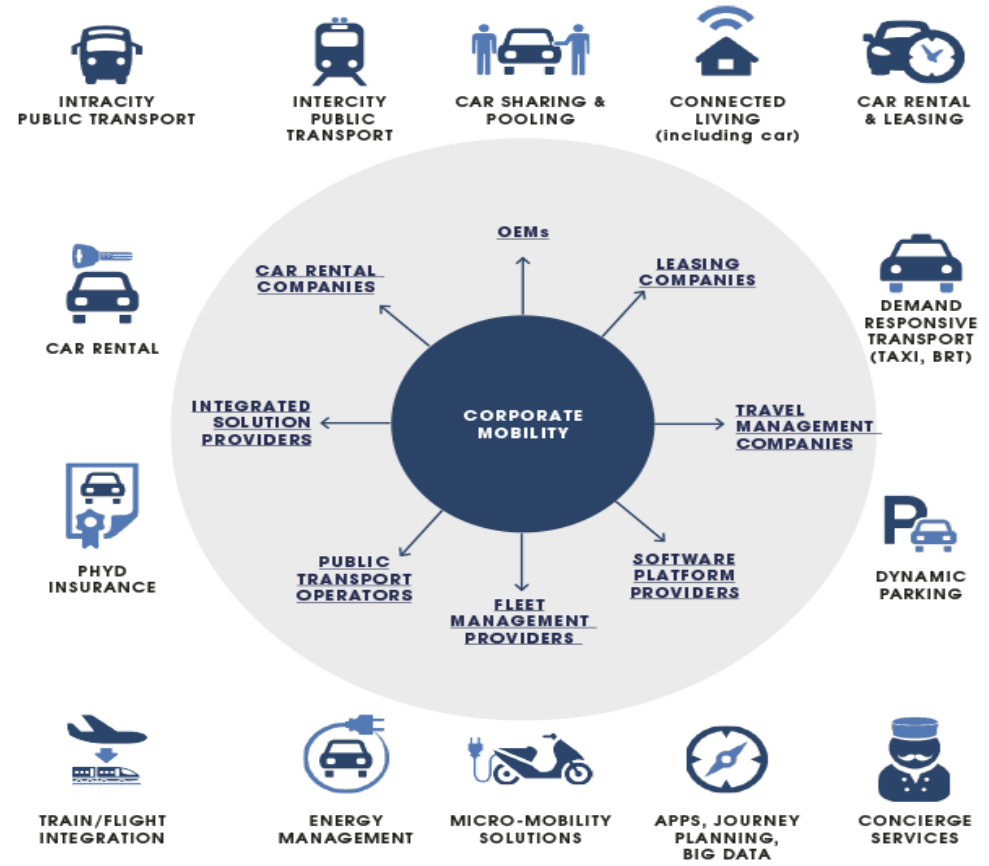 INTRACITY
PUBLIC TRANSPORT
INTERCITY
PUBLIC
TRANSPORT
CAR SHARING &
POOLING
CONNECTED
LIVING
(including car)
CAR RENTAL
& LEASING
OEMs
CAR RENTAL
COMPANIES
LEASING
COMPANIES
CAR RENTAL
DEMAND
RESPONSIVE
TRANSPORT
(TAXI, BRT)
INTEGRATED
SOLUTION
PROVIDERS
CORPORATE
MOBILITY
TRAVEL
MANAGEMENT
COMPANIES
PHYD
INSURANCE
PUBLIC
TRANSPORT
OPERATORS
FLEET
MANAGEMENT
PROVIDERS
SOFTWARE
PLATFORM
PROVIDERS
P
DYNAMIC
PARKING
TRAIN/FLIGHT
INTEGRATION
ENERGY
MANAGEMENT
MICRO-MOBILITY
SOLUTIONS
APPS, JOURNEY
PLANNING,
BIG DATA
CONCIERGE
SERVICES